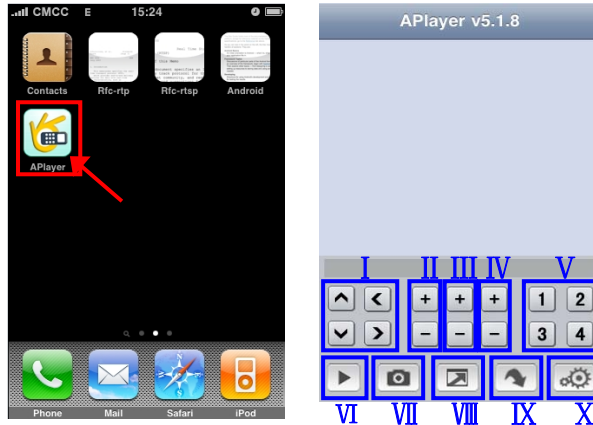 CMCC E 15:24
Contacts Rfc-rtp Rfc-rtsp Android
APlayer
Phone Mail Safari iPod
APlayer v5.1.8
I II III IV V
+ + + 1 2
− − − 3 4
VI VII VIII IX X